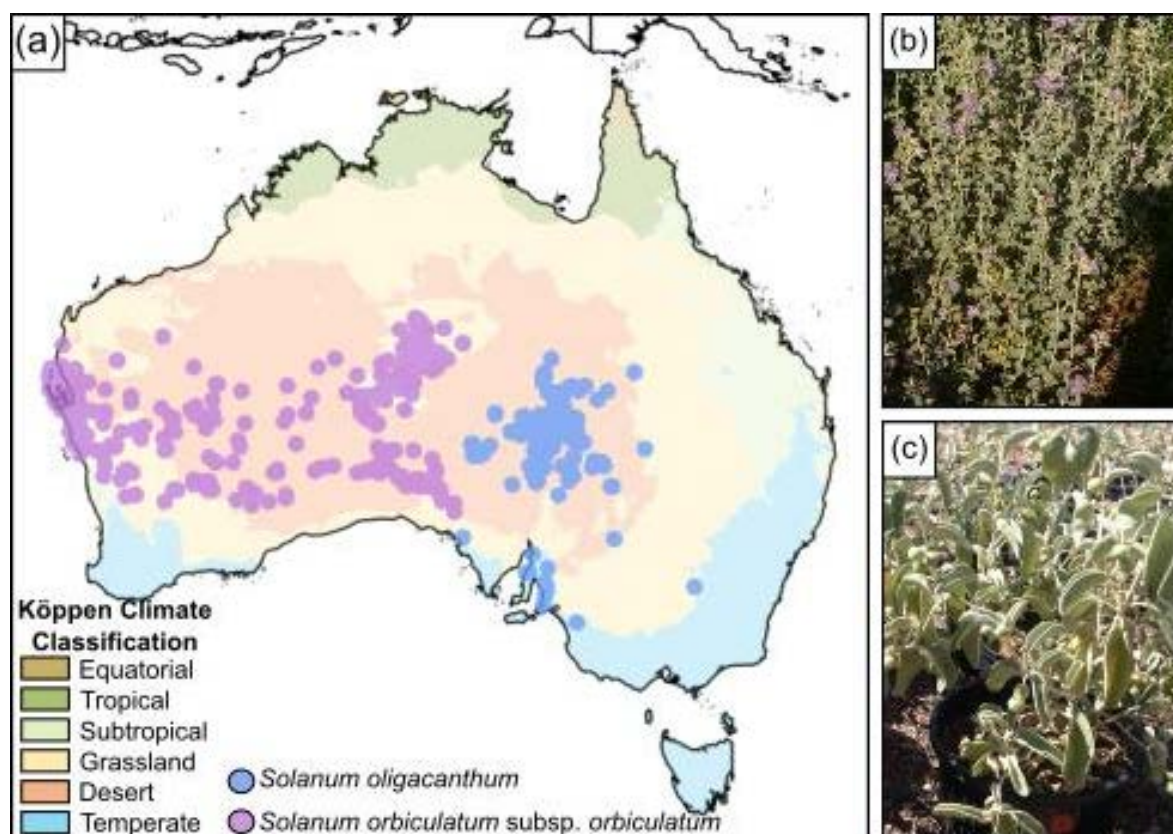 (a)
(b)
(c)
Köppen Climate
Classification
Equatorial
Tropical
Subtropical
Grassland
Desert
Temperate
Solanum oligacanthum
Solanum orbiculatum subsp. orbiculatum